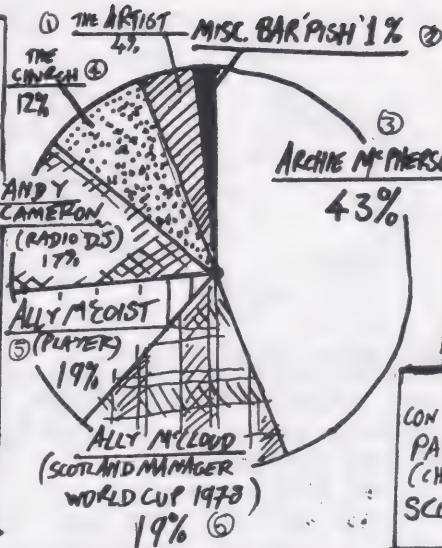 ① THE ARTIST
4%
MISC. BAR 'PISH' 1% ②
THE
CHURCH ④
12%
③
ARCHIE McPHERS
43%
ANDY
CAMERON
(RADIO DJ)
17%
ALLY McCOIST
⑤ (PLAYER)
19%
ALLY McCLOUD
(SCOTLAND MANAGER
WORLD CUP 1978)
19% ⑥
CON
PA
(CH
SC